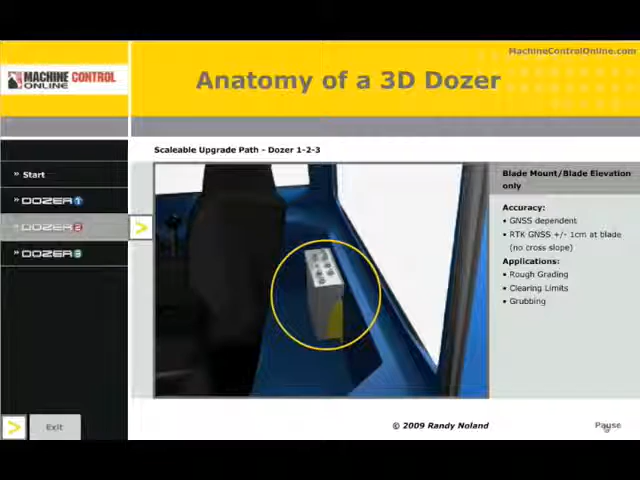 MachineControlOnline.com
MACHINE CONTROL
ONLINE
Anatomy of a 3D Dozer
Scaleable Upgrade Path - Dozer 1-2-3
» Start
» DOZER 1
» DOZER 2
» DOZER 3
Blade Mount/Blade Elevation
only
Accuracy:
• GNSS dependent
• RTK GNSS +/- 1cm at blade
(no cross slope)
Applications:
• Rough Grading
• Clearing Limits
• Grubbing
> Exit
© 2009 Randy Noland
Pause